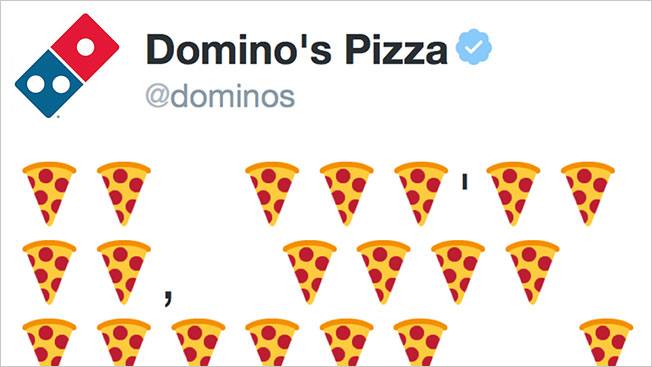 Domino's Pizza
@dominos
🍕🍕 🍕🍕🍕'🍕🍕
🍕🍕, 🍕🍕🍕🍕
🍕🍕🍕🍕🍕🍕 🍕